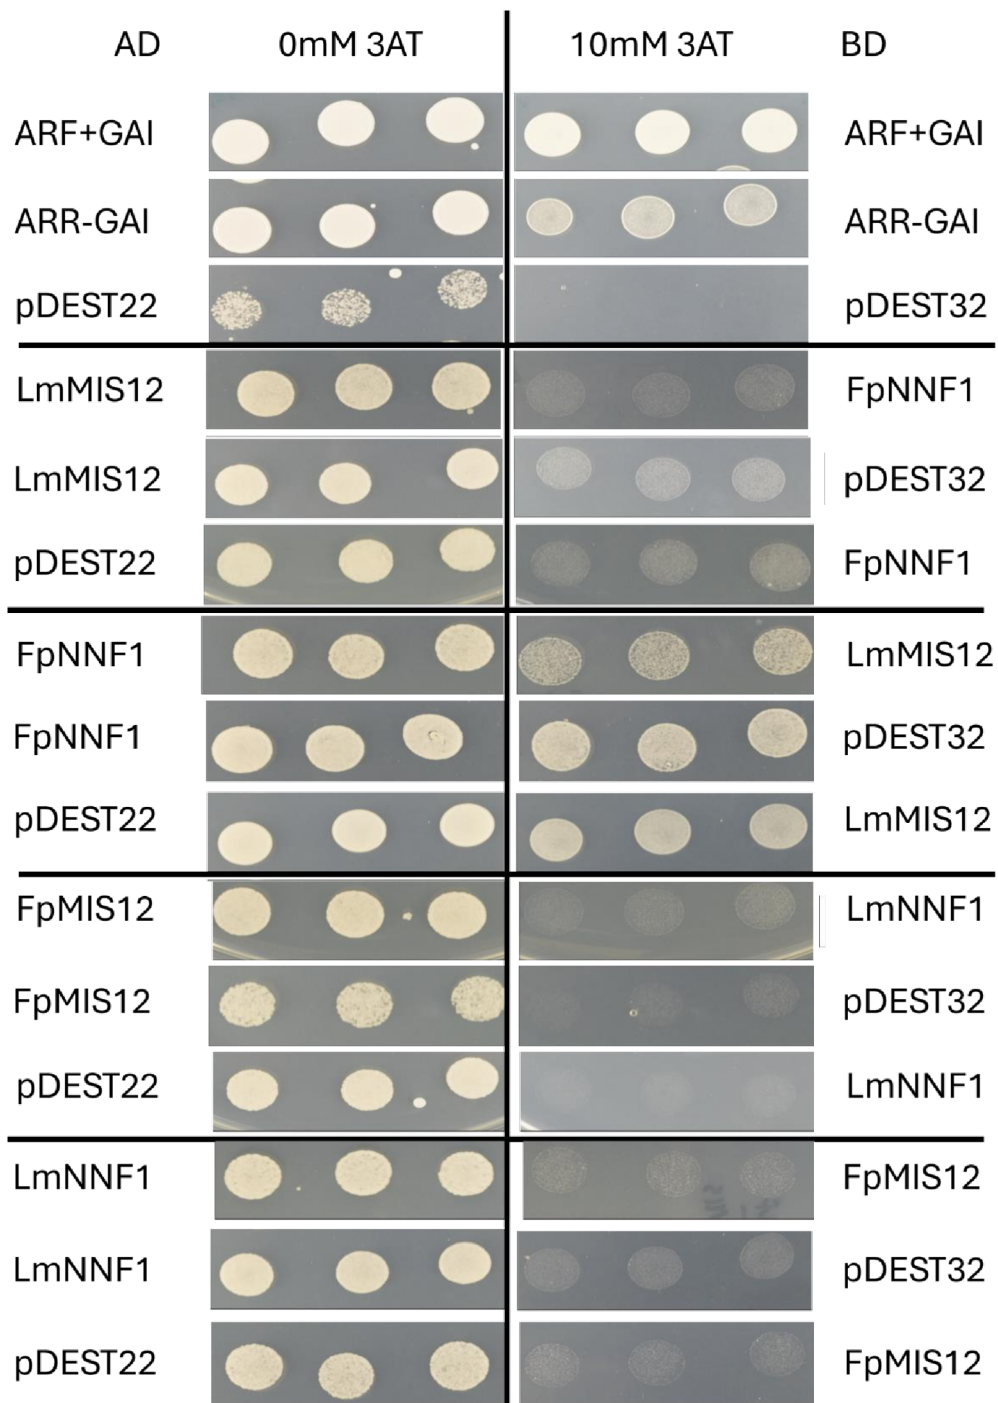 AD 0mM 3AT 10mM 3AT BD
ARF+GAI ARF+GAI
ARR-GAI ARR-GAI
pDEST22 pDEST32
LmMIS12 FpNNF1
LmMIS12 pDEST32
pDEST22 FpNNF1
FpNNF1 LmMIS12
FpNNF1 pDEST32
pDEST22 LmMIS12
FpMIS12 LmNNF1
FpMIS12 pDEST32
pDEST22 LmNNF1
LmNNF1 FpMIS12
LmNNF1 pDEST32
pDEST22 FpMIS12